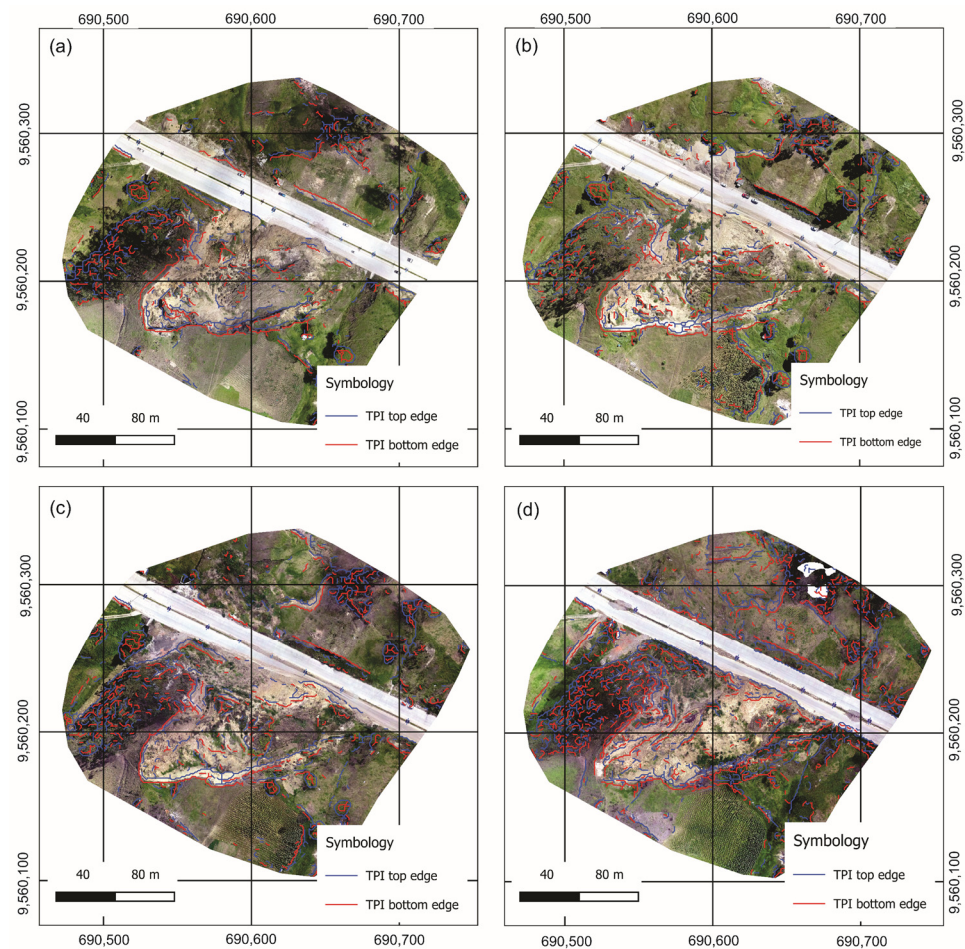 690,500 690,600 690,700 690,500 690,600 690,700
(a) (b)
9,560,300 9,560,300
9,560,200 9,560,200
9,560,100 9,560,100
Symbology Symbology
40 80 m TPI top edge 40 80 m TPI top edge
TPI bottom edge TPI bottom edge
(c) (d)
9,560,300 9,560,300
9,560,200 9,560,200
9,560,100 9,560,100
Symbology Symbology
40 80 m TPI top edge 40 80 m TPI top edge
TPI bottom edge TPI bottom edge
690,500 690,600 690,700 690,500 690,600 690,700